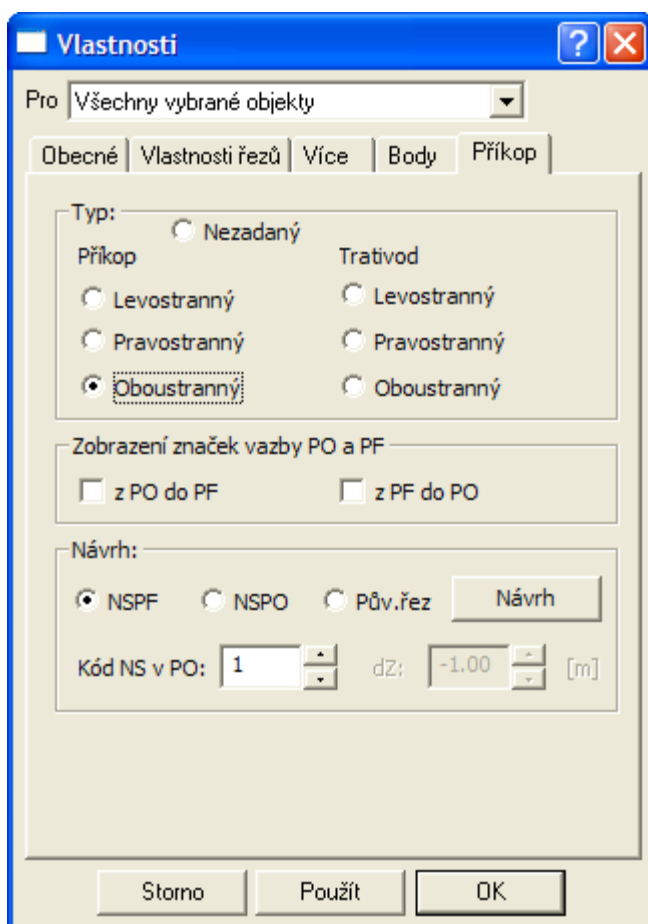 Vlastnosti
Pro Všechny vybrané objekty
Obecné Vlastnosti řezů Více Body Příkop
Typ:
Nezadaný
Příkop Trativod
Levostranný Levostranný
Pravostranný Pravostranný
Oboustranný Oboustranný
Zobrazení značek vazby PO a PF
z PO do PF z PF do PO
Návrh:
NSPF NSPO Pův.řez Návrh
Kód NS v PO: 1 dZ: -1.00 [m]
Storno Použít OK